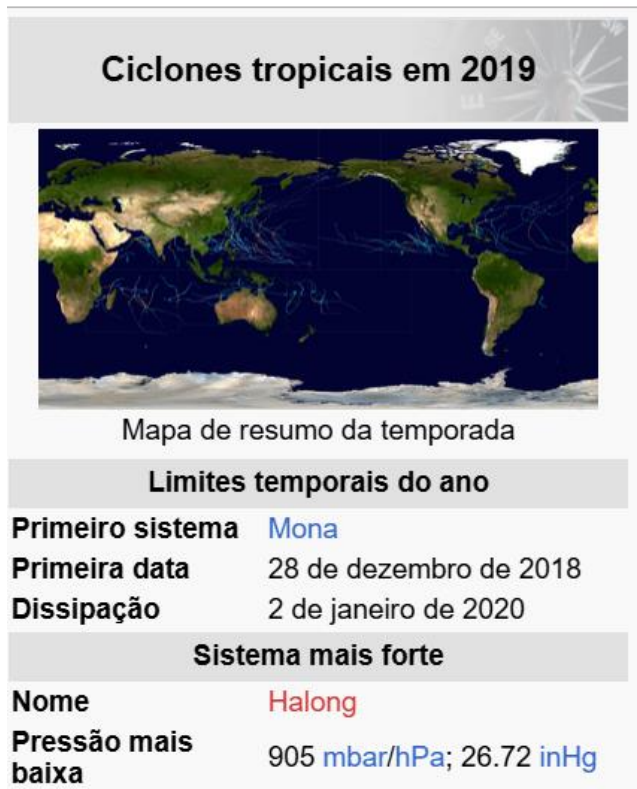 Ciclones tropicais em 2019
Mapa de resumo da temporada
Limites temporais do ano
Primeiro sistema Mona
Primeira data 28 de dezembro de 2018
Dissipação 2 de janeiro de 2020
Sistema mais forte
Nome Halong
Pressão mais
baixa 905 mbar/hPa; 26.72 inHg